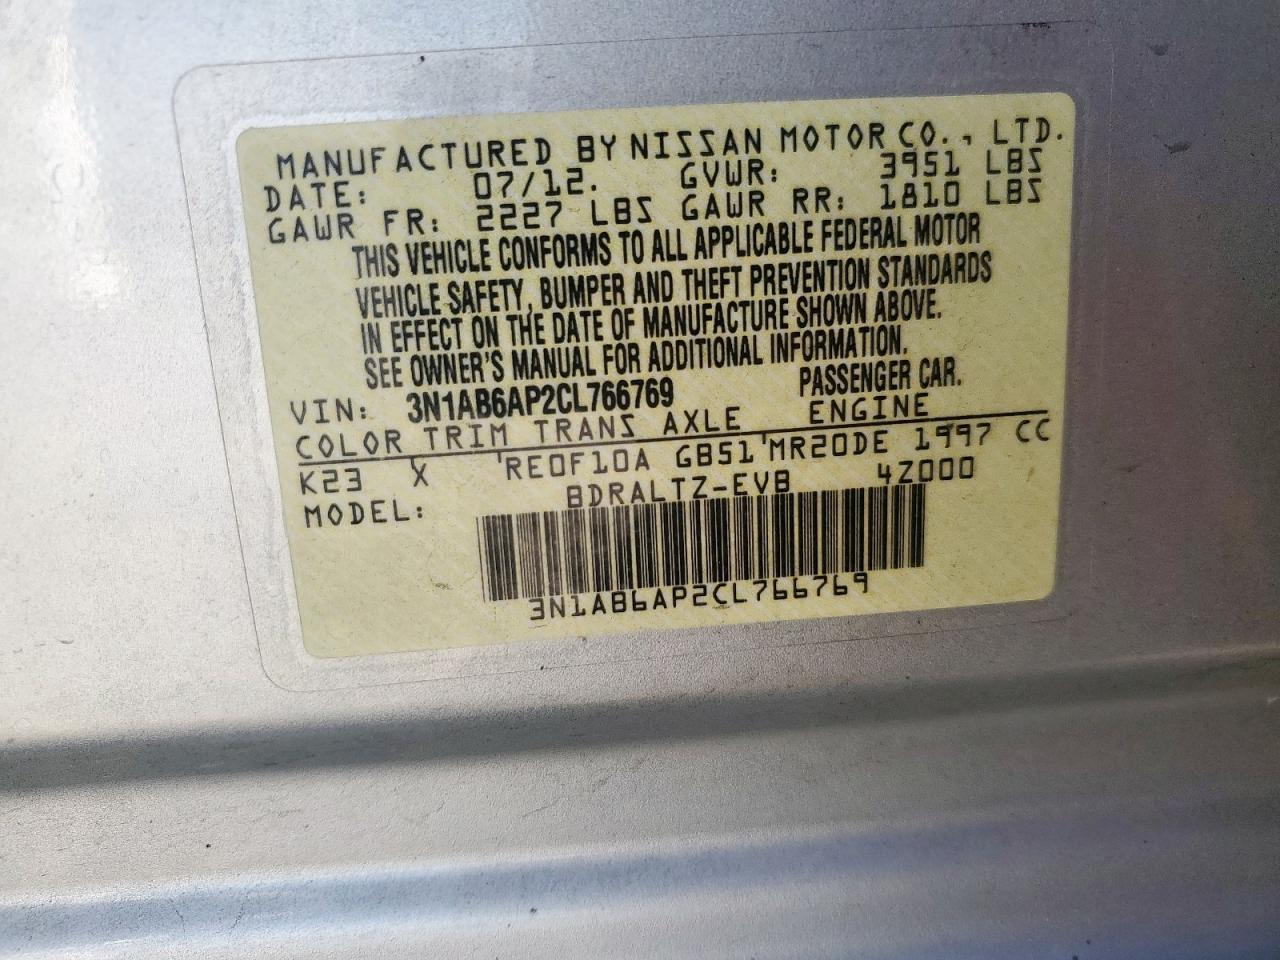 MANUFACTURED BY NISSAN MOTOR CO., LTD.
DATE: 07/12. GVWR: 3951 LBS
GAWR FR: 2227 LBS GAWR RR: 1810 LBS
THIS VEHICLE CONFORMS TO ALL APPLICABLE FEDERAL MOTOR
VEHICLE SAFETY, BUMPER AND THEFT PREVENTION STANDARDS
IN EFFECT ON THE DATE OF MANUFACTURE SHOWN ABOVE.
SEE OWNER'S MANUAL FOR ADDITIONAL INFORMATION.
VIN: 3N1AB6AP2CL766769 PASSENGER CAR.
COLOR TRIM TRANS AXLE ENGINE
K23 X RE0F10A GB51 MR20DE 1997 CC
MODEL: BDRALTZ-EVB 4Z000
3N1AB6AP2CL766769